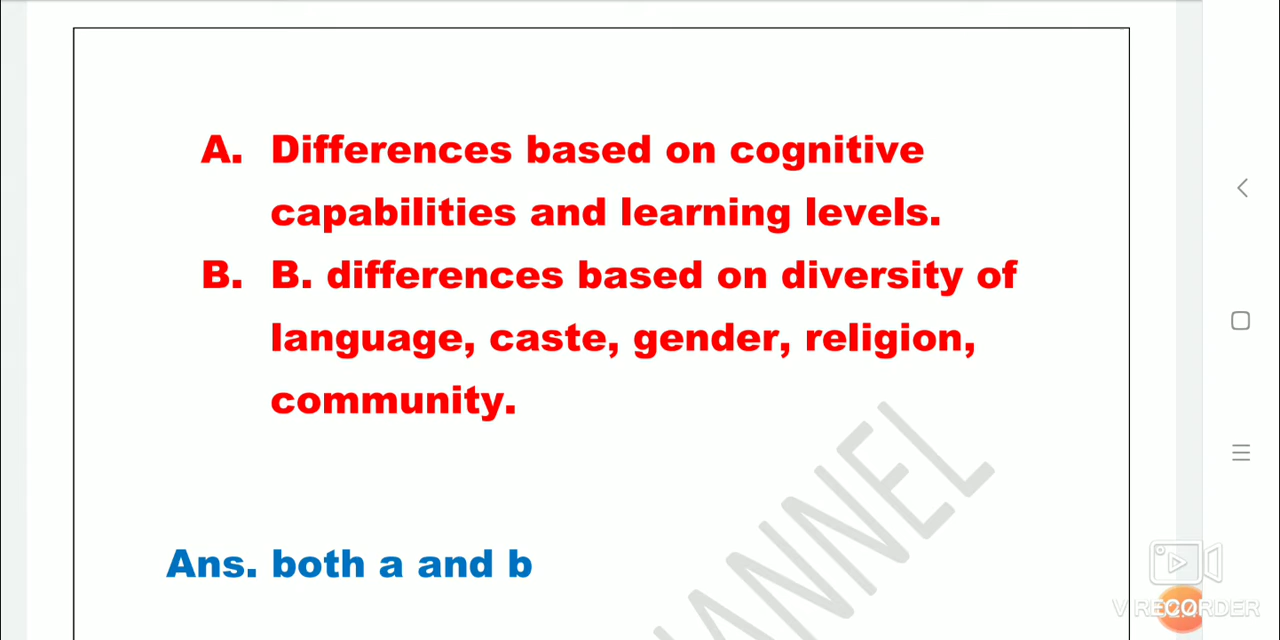 A. Differences based on cognitive
capabilities and learning levels.
B. B. differences based on diversity of
language, caste, gender, religion,
community.
Ans. both a and b
ANNEL